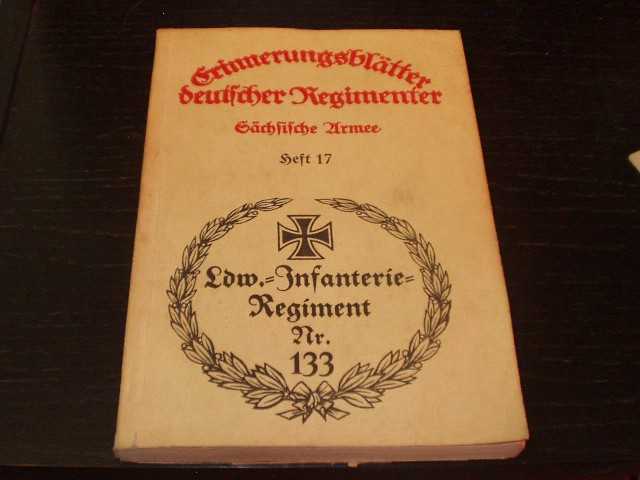 Erinnerungsblätter
deutscher Regimenter
Sächsische Armee
Heft 17
Ldw.=Infanterie=
Regiment
Nr.
133